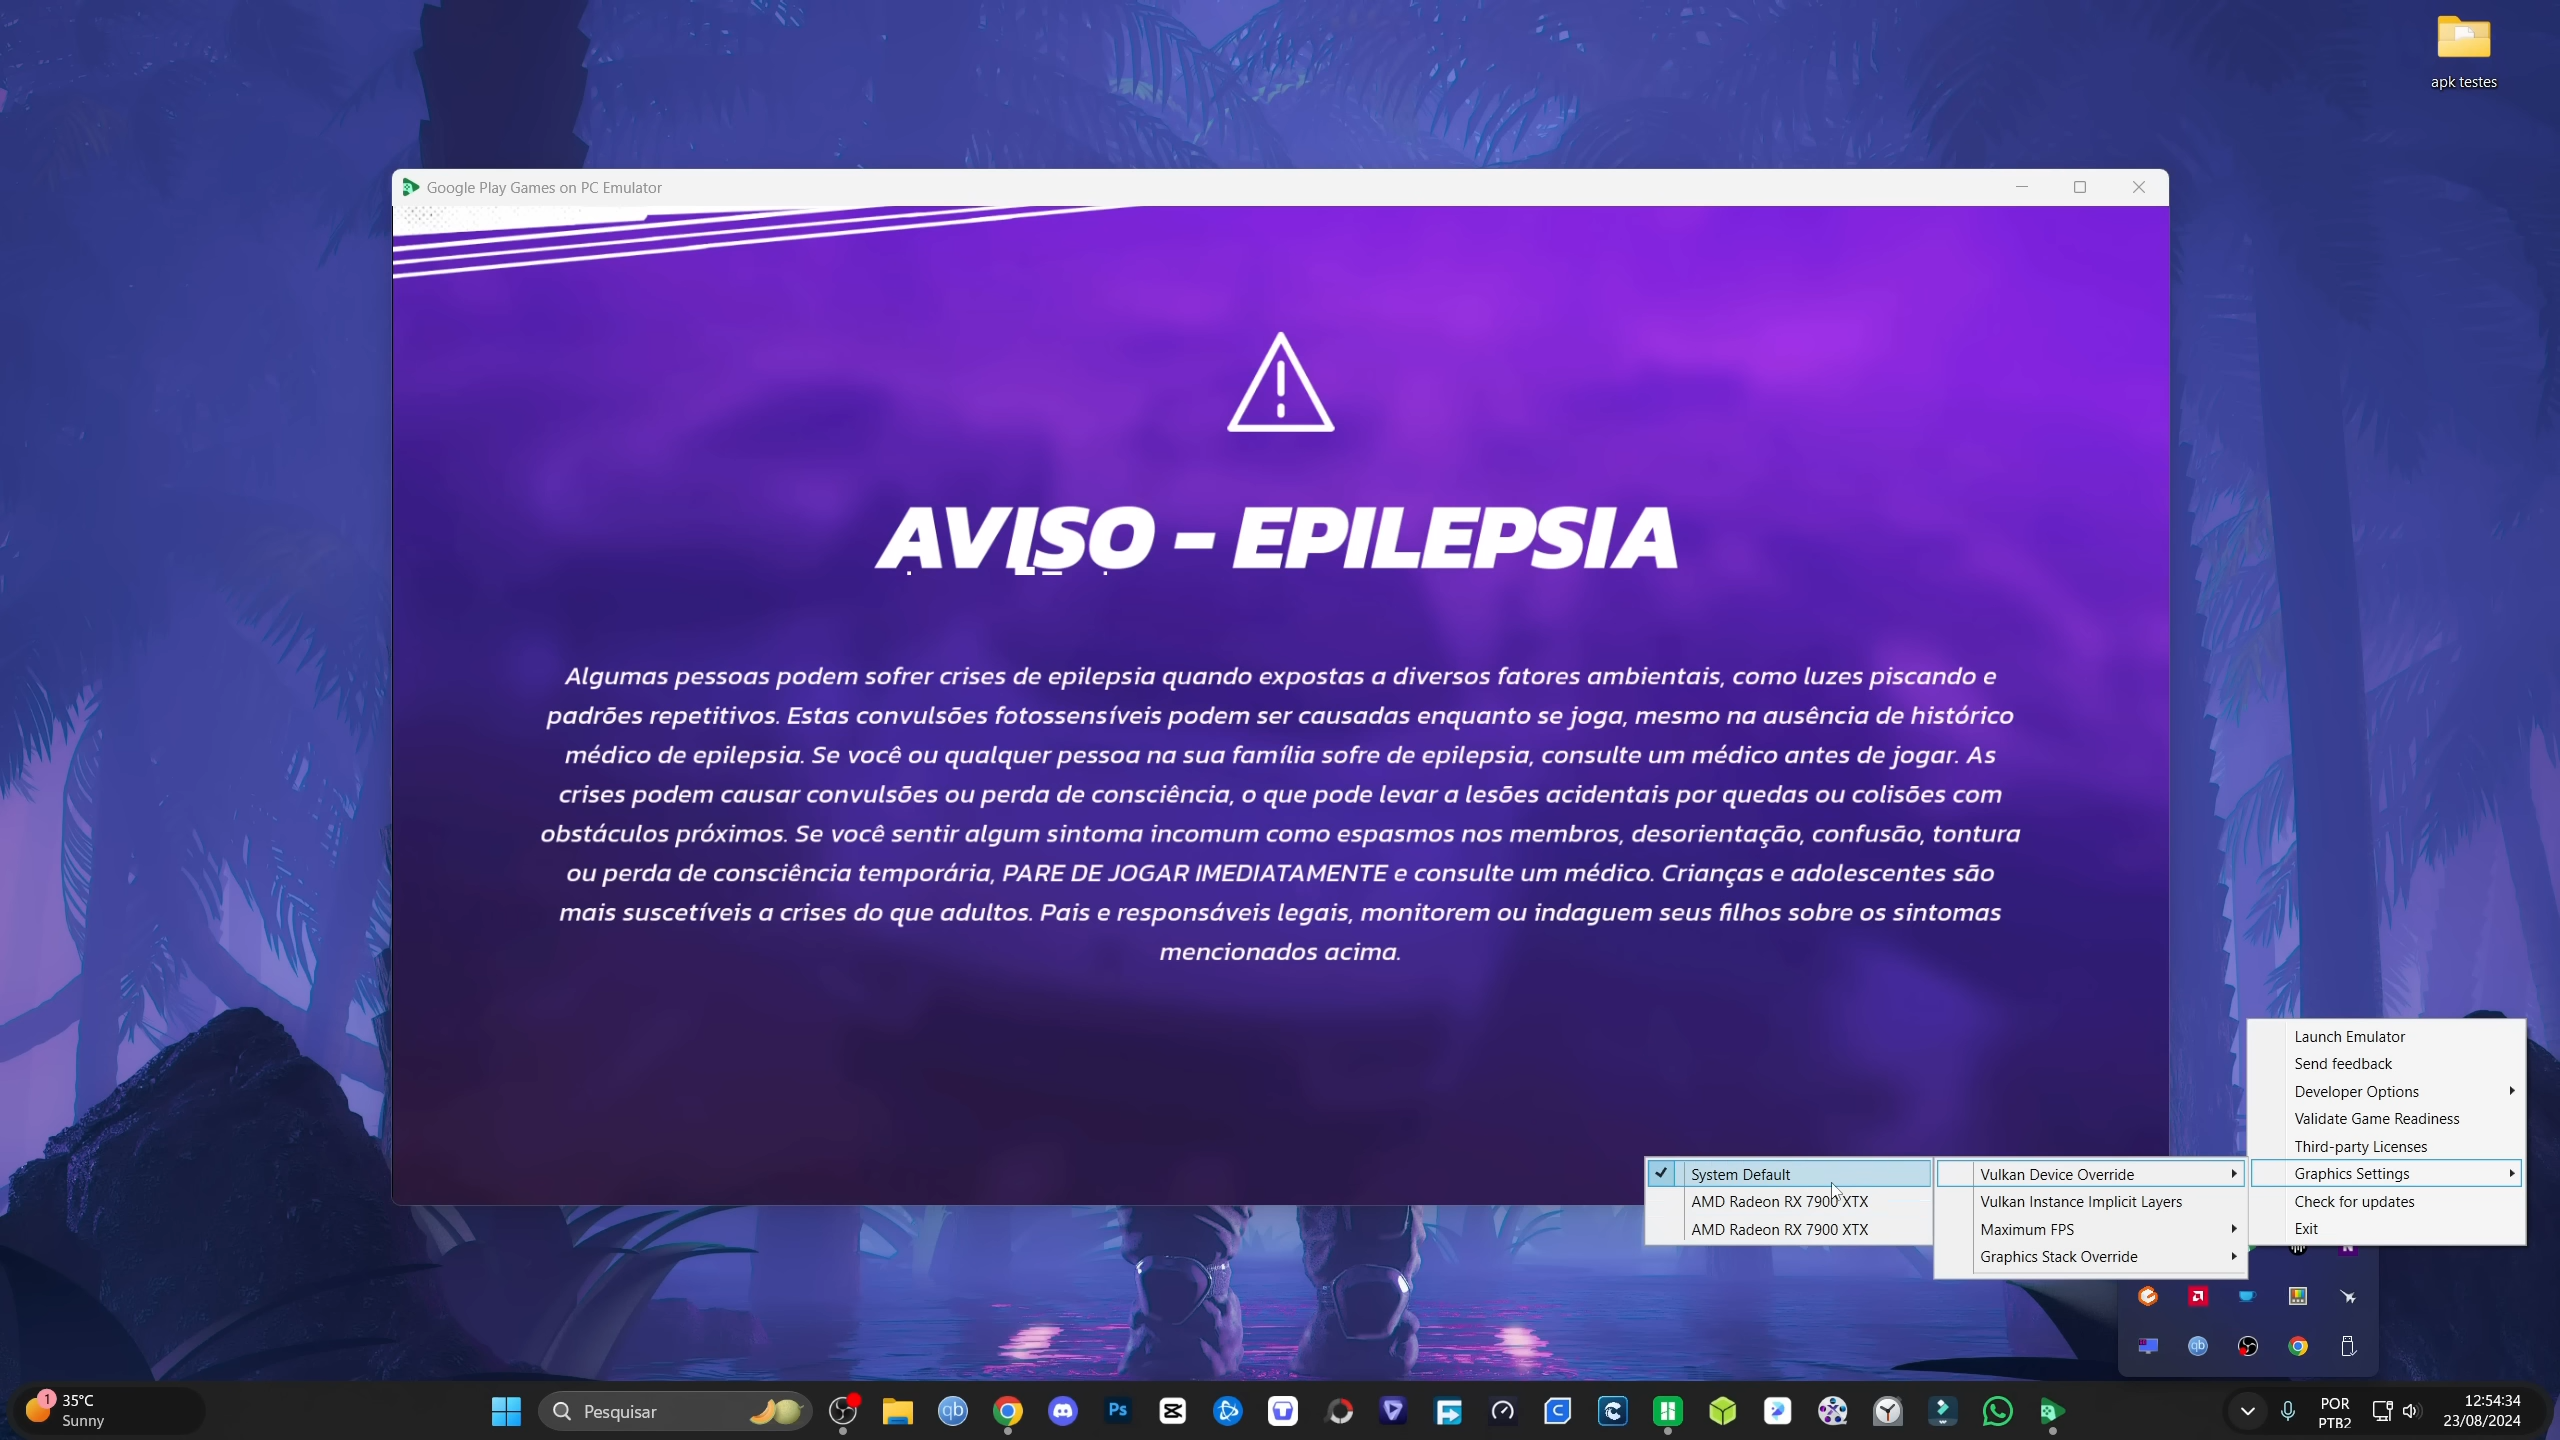 apk testes
Google Play Games on PC Emulator
AVISO - EPILEPSIA
Algumas pessoas podem sofrer crises de epilepsia quando expostas a diversos fatores ambientais, como luzes piscando e
padrões repetitivos. Estas convulsões fotossensíveis podem ser causadas enquanto se joga, mesmo na ausência de histórico
médico de epilepsia. Se você ou qualquer pessoa na sua família sofre de epilepsia, consulte um médico antes de jogar. As
crises podem causar convulsões ou perda de consciência, o que pode levar a lesões acidentais por quedas ou colisões com
obstáculos próximos. Se você sentir algum sintoma incomum como espasmos nos membros, desorientação, confusão, tontura
ou perda de consciência temporária, PARE DE JOGAR IMEDIATAMENTE e consulte um médico. Crianças e adolescentes são
mais suscetíveis a crises do que adultos. Pais e responsáveis legais, monitorem ou indaguem seus filhos sobre os sintomas
mencionados acima.
Launch Emulator
Send feedback
Developer Options
Validate Game Readiness
Third-party Licenses
Graphics Settings
Check for updates
Exit
Vulkan Device Override
Vulkan Instance Implicit Layers
Maximum FPS
Graphics Stack Override
System Default
AMD Radeon RX 7900 XTX
AMD Radeon RX 7900 XTX
qb
1
35°C
Sunny
Pesquisar
qb
Ps
POR
PTB2
12:54:34
23/08/2024